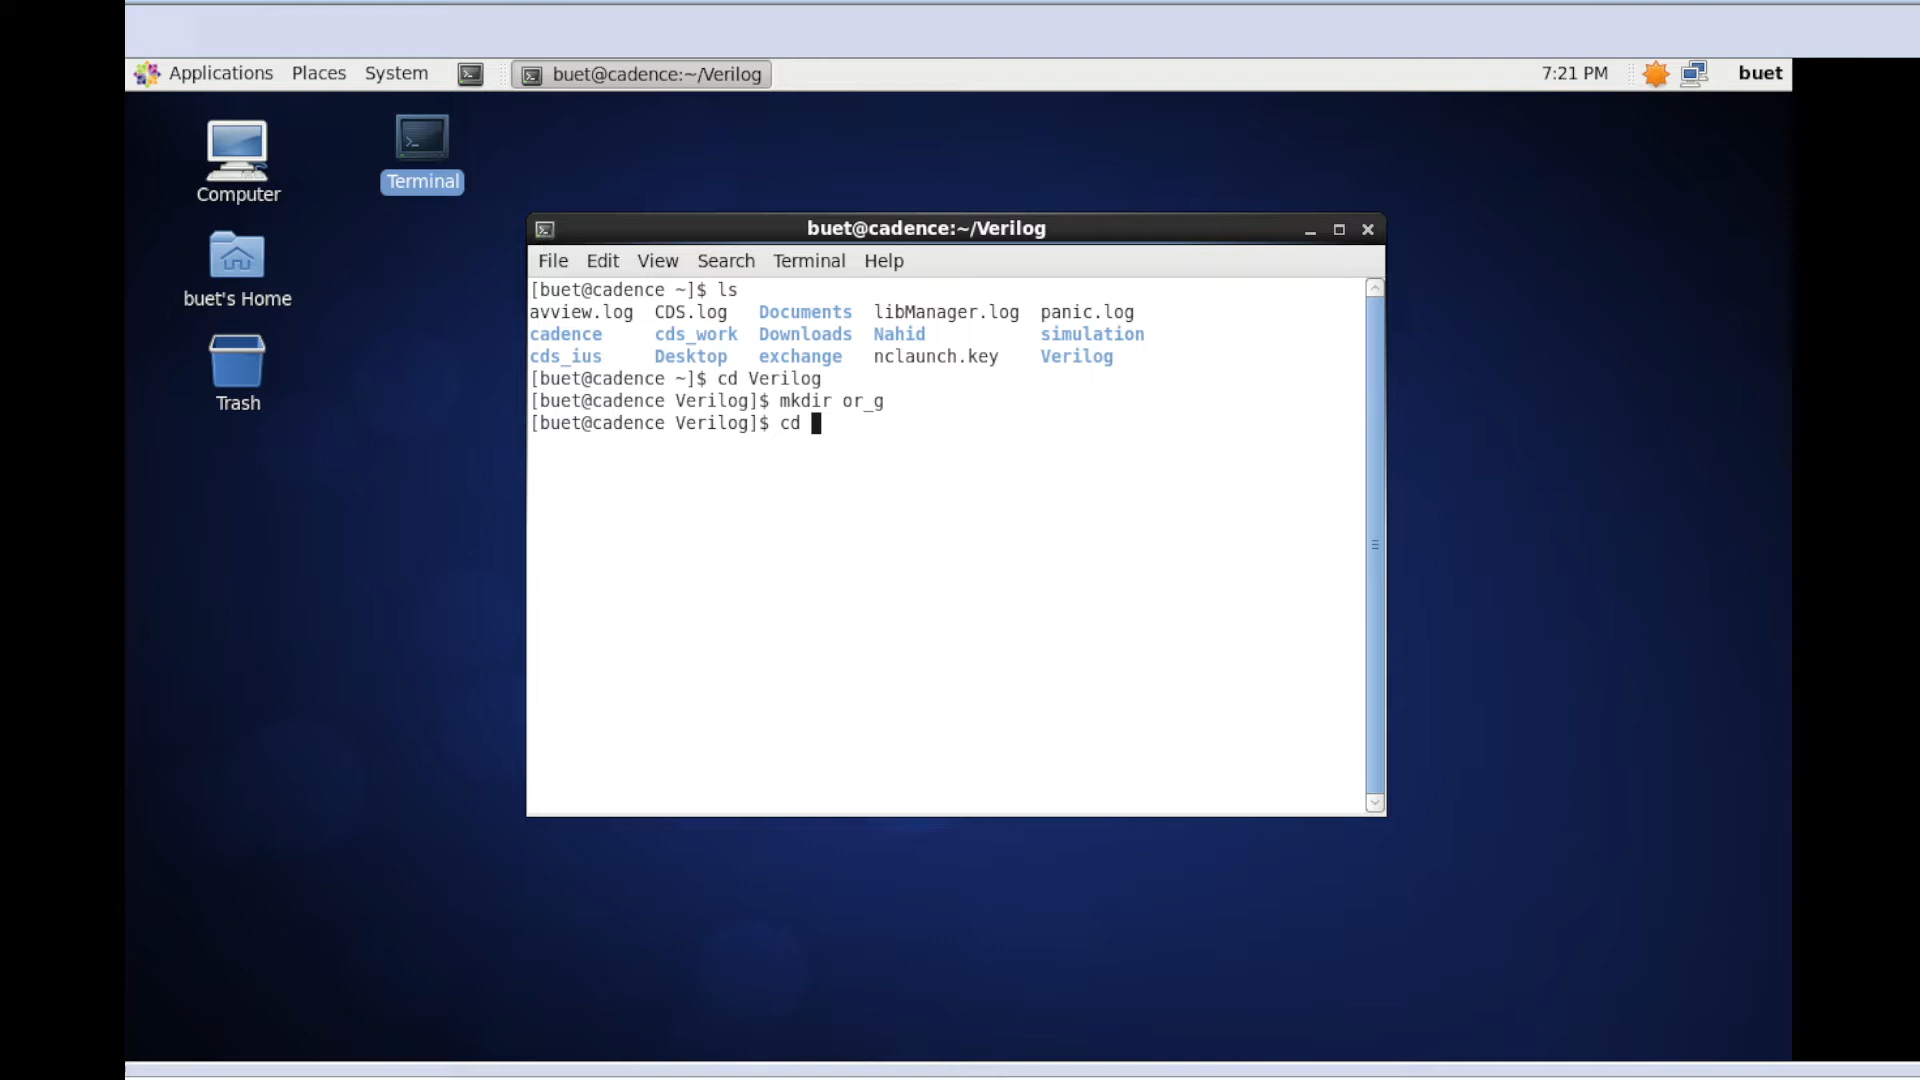 Applications Places System buet@cadence:~/Verilog 7:21 PM buet
Computer
Terminal
buet's Home
Trash
buet@cadence:~/Verilog
File Edit View Search Terminal Help
[buet@cadence ~]$ ls
avview.log CDS.log Documents libManager.log panic.log
cadence cds_work Downloads Nahid simulation
cds_ius Desktop exchange nclaunch.key Verilog
[buet@cadence ~]$ cd Verilog
[buet@cadence Verilog]$ mkdir or_g
[buet@cadence Verilog]$ cd